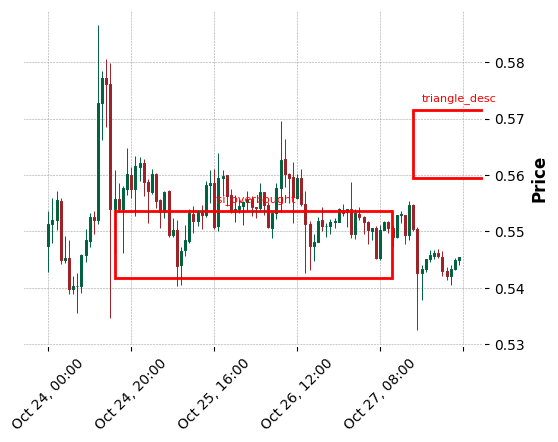 0.58
triangle_desc
0.57
Price
0.56
rsi_overbought
0.55
0.54
0.53
Oct 24, 00:00
Oct 24, 20:00
Oct 25, 16:00
Oct 26, 12:00
Oct 27, 08:00